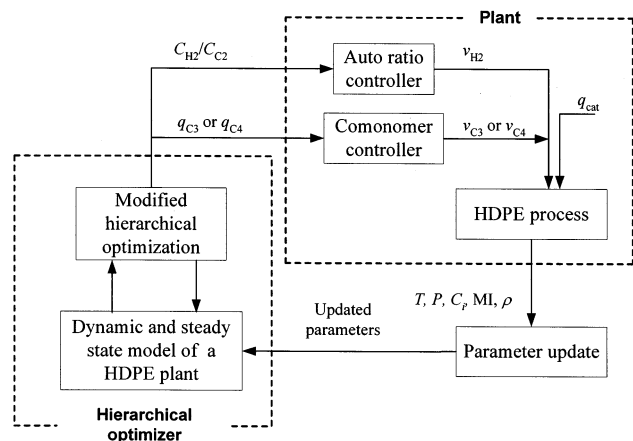 Plant
C_H2/C_C2
Auto ratio
controller
v_H2
q_cat
q_C3 or q_C4
Comonomer
controller
v_C3 or v_C4
Modified
hierarchical
optimization
HDPE process
T, P, C_i, MI, ρ
Updated
parameters
Dynamic and steady
state model of a
HDPE plant
Parameter update
Hierarchical
optimizer